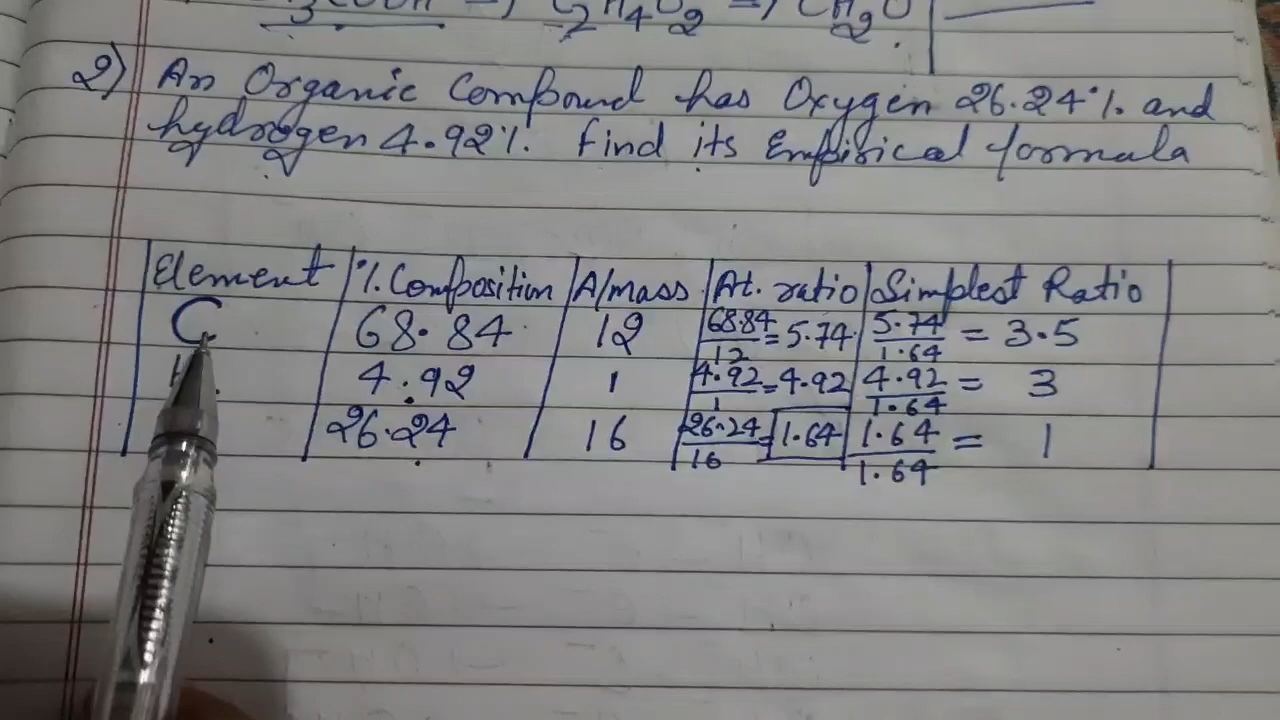 C2H4O2 => CH2O
2) An Organic Compound has Oxygen 26.24% and
hydrogen 4.92%. Find its Empirical formula
Element %.Composition A/mass At. ratio Simplest Ratio
C 68.84 12 68.84/12 = 5.74 5.74/1.64 = 3.5
4.92 1 4.92/1 = 4.92 4.92/1.64 = 3
26.24 16 26.24/16 = 1.64 1.64/1.64 = 1